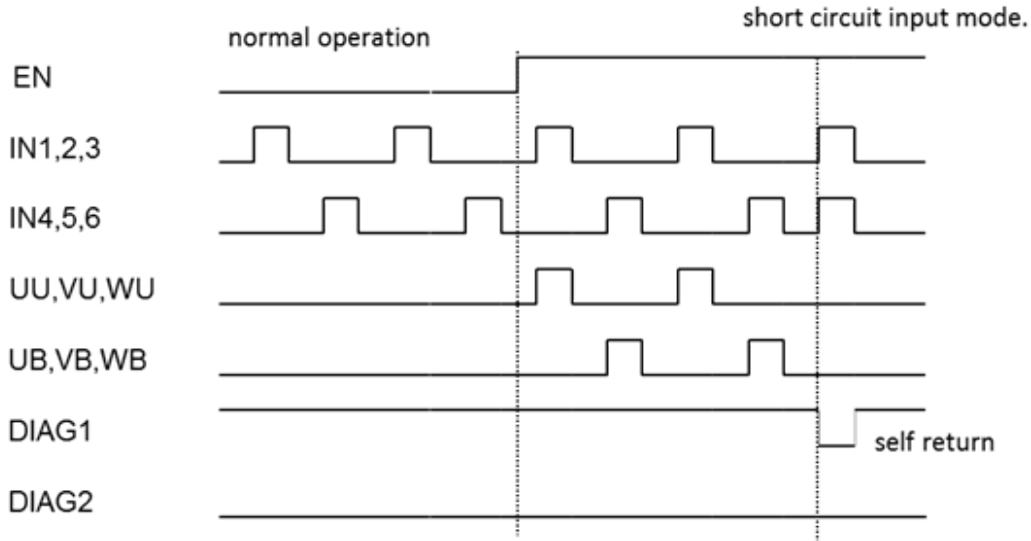 short circuit input mode.
normal operation
EN
IN1,2,3
IN4,5,6
UU,VU,WU
UB,VB,WB
DIAG1
self return
DIAG2